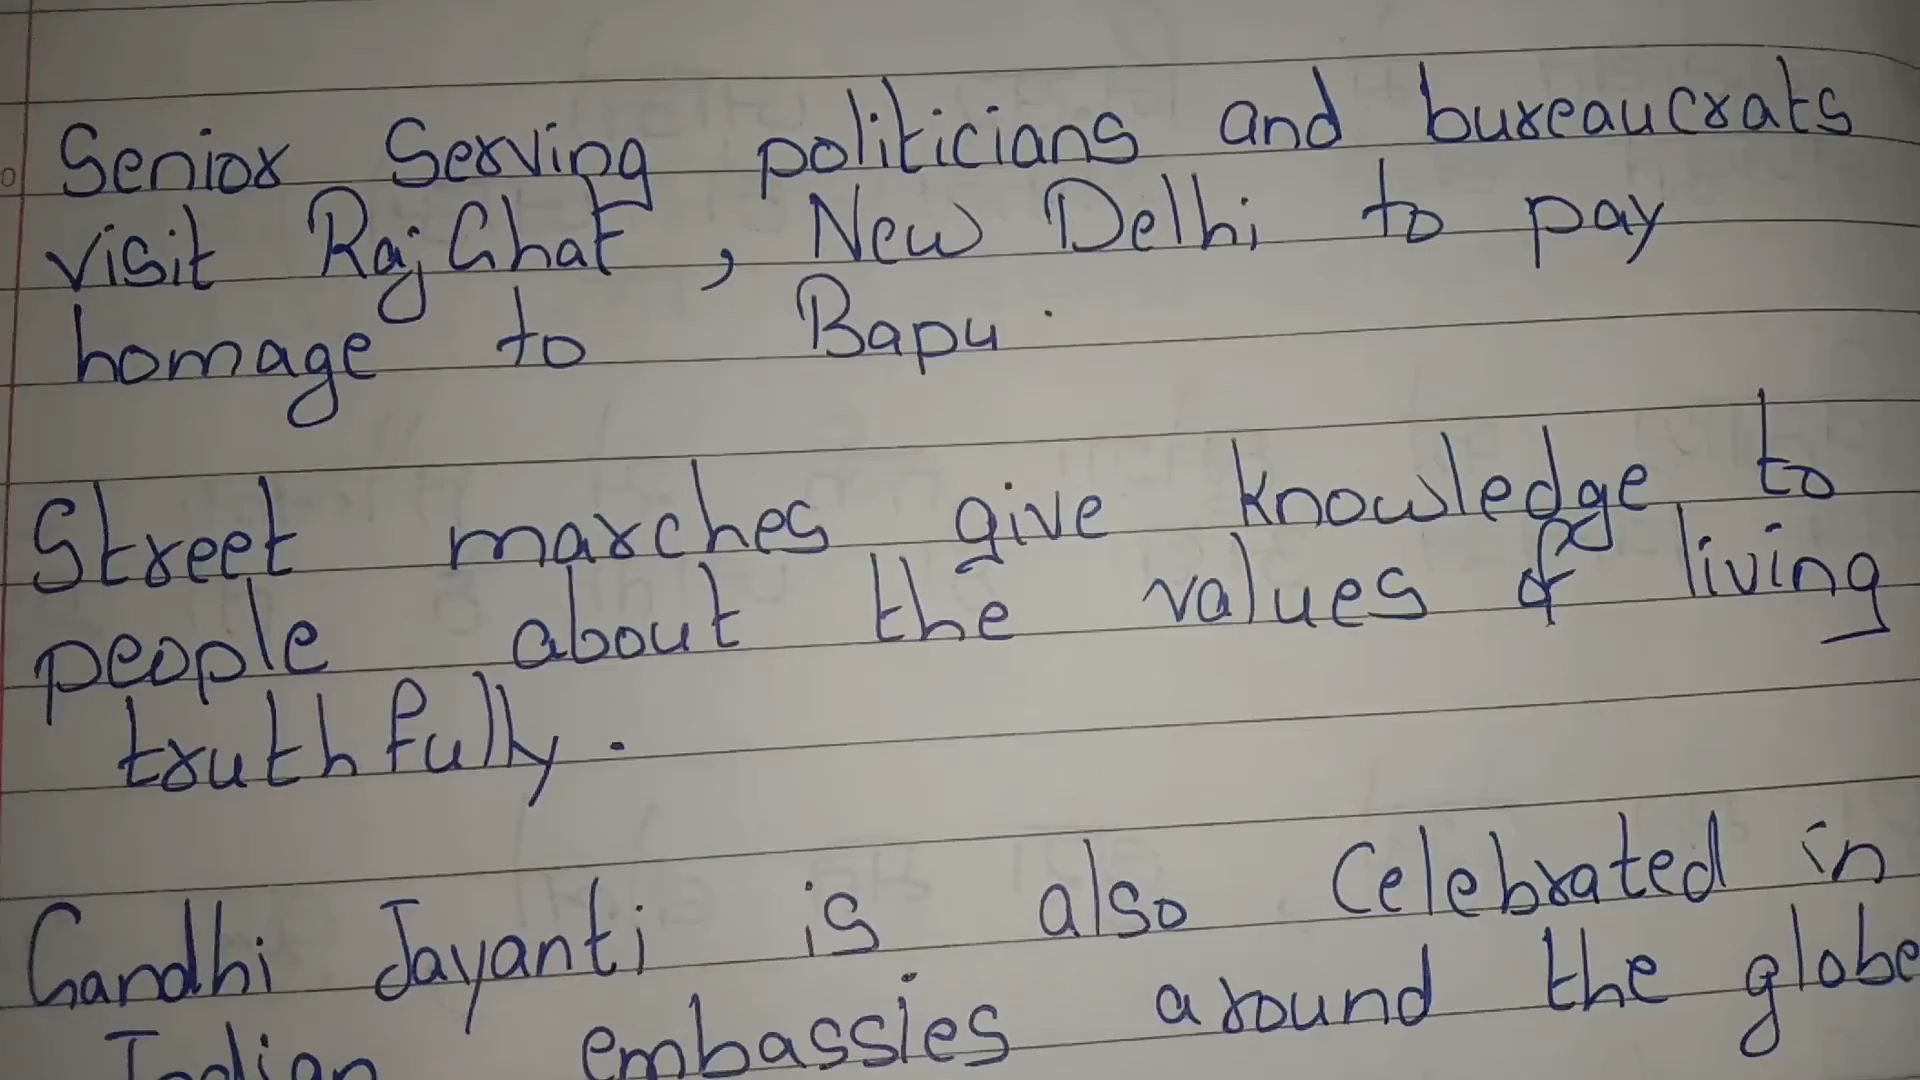 Senior Serving politicians and bureaucrats
visit Raj Ghat, New Delhi to pay
homage to Bapu.
Street marches give knowledge to
people about the values of living
truthfully.
Gandhi Jayanti is also Celebrated in
Indian embassies around the globe